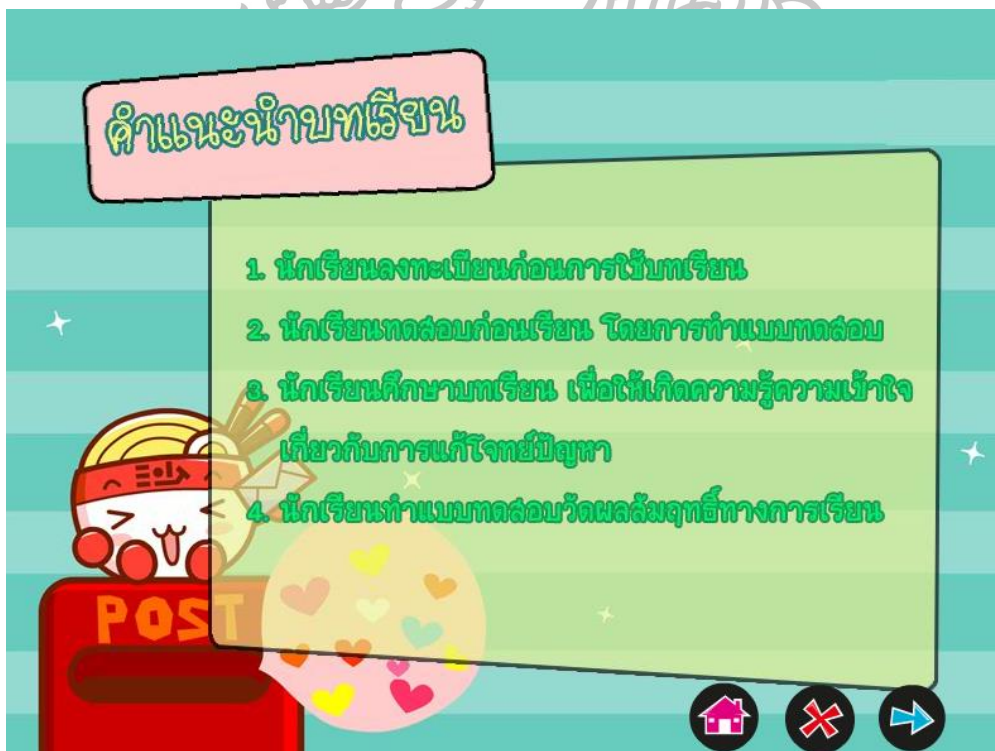 คำแนะนำบทเรียน
1. นักเรียนลงทะเบียนก่อนการใช้บทเรียน
2. นักเรียนทดสอบก่อนเรียน โดยการทำแบบทดสอบ
3. นักเรียนศึกษาบทเรียน เพื่อให้เกิดความรู้ความเข้าใจ
เกี่ยวกับการแก้โจทย์ปัญหา
4. นักเรียนทำแบบทดสอบวัดผลสัมฤทธิ์ทางการเรียน
POST